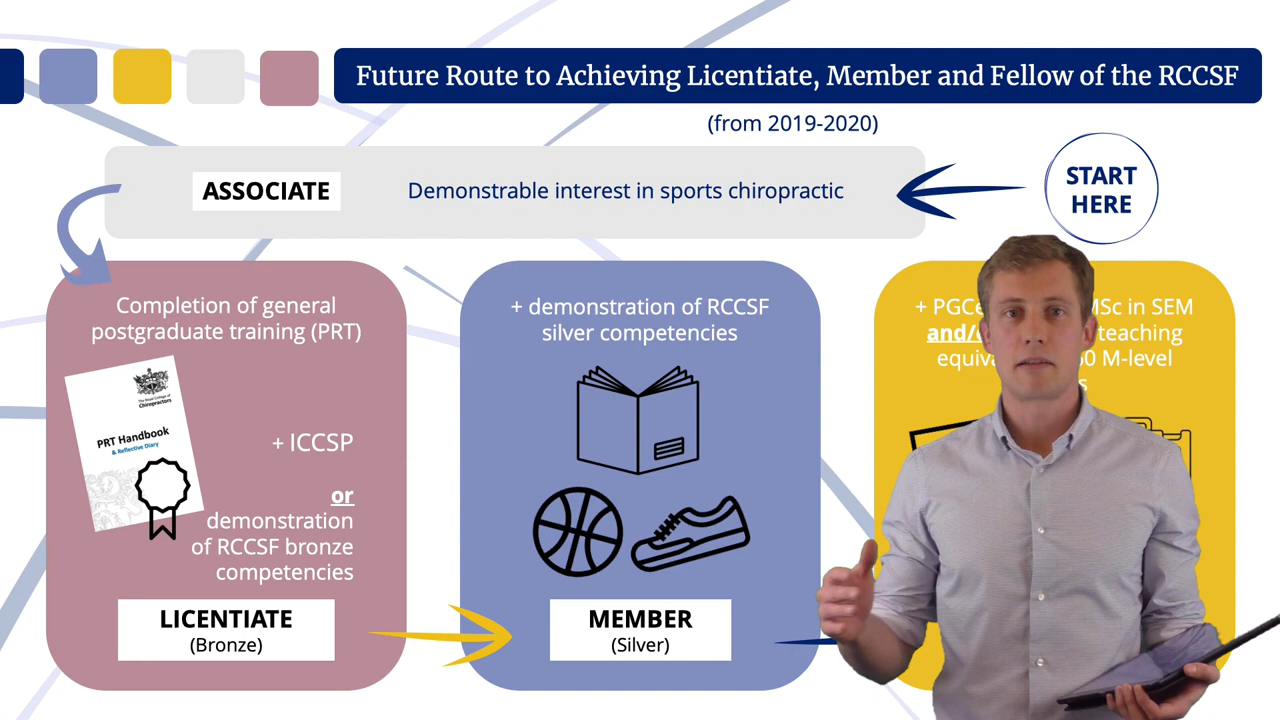 Future Route to Achieving Licentiate, Member and Fellow of the RCCSF
(from 2019-2020)
START
HERE
ASSOCIATE
Demonstrable interest in sports chiropractic
Completion of general
postgraduate training (PRT)
The Royal College of
Chiropractors
PRT Handbook
& Reflective Diary
+ ICCSP
or
demonstration
of RCCSF bronze
competencies
LICENTIATE
(Bronze)
+ demonstration of RCCSF
silver competencies
MEMBER
(Silver)
+ MSc in SEM
teaching
M-level